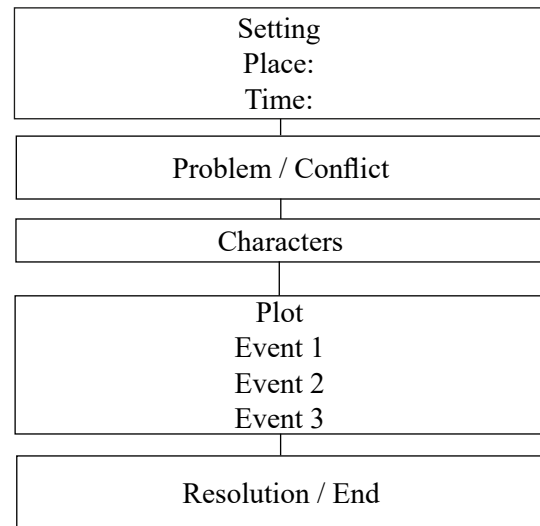 Setting
Place:
Time:
Problem / Conflict
Characters
Plot
Event 1
Event 2
Event 3
Resolution / End